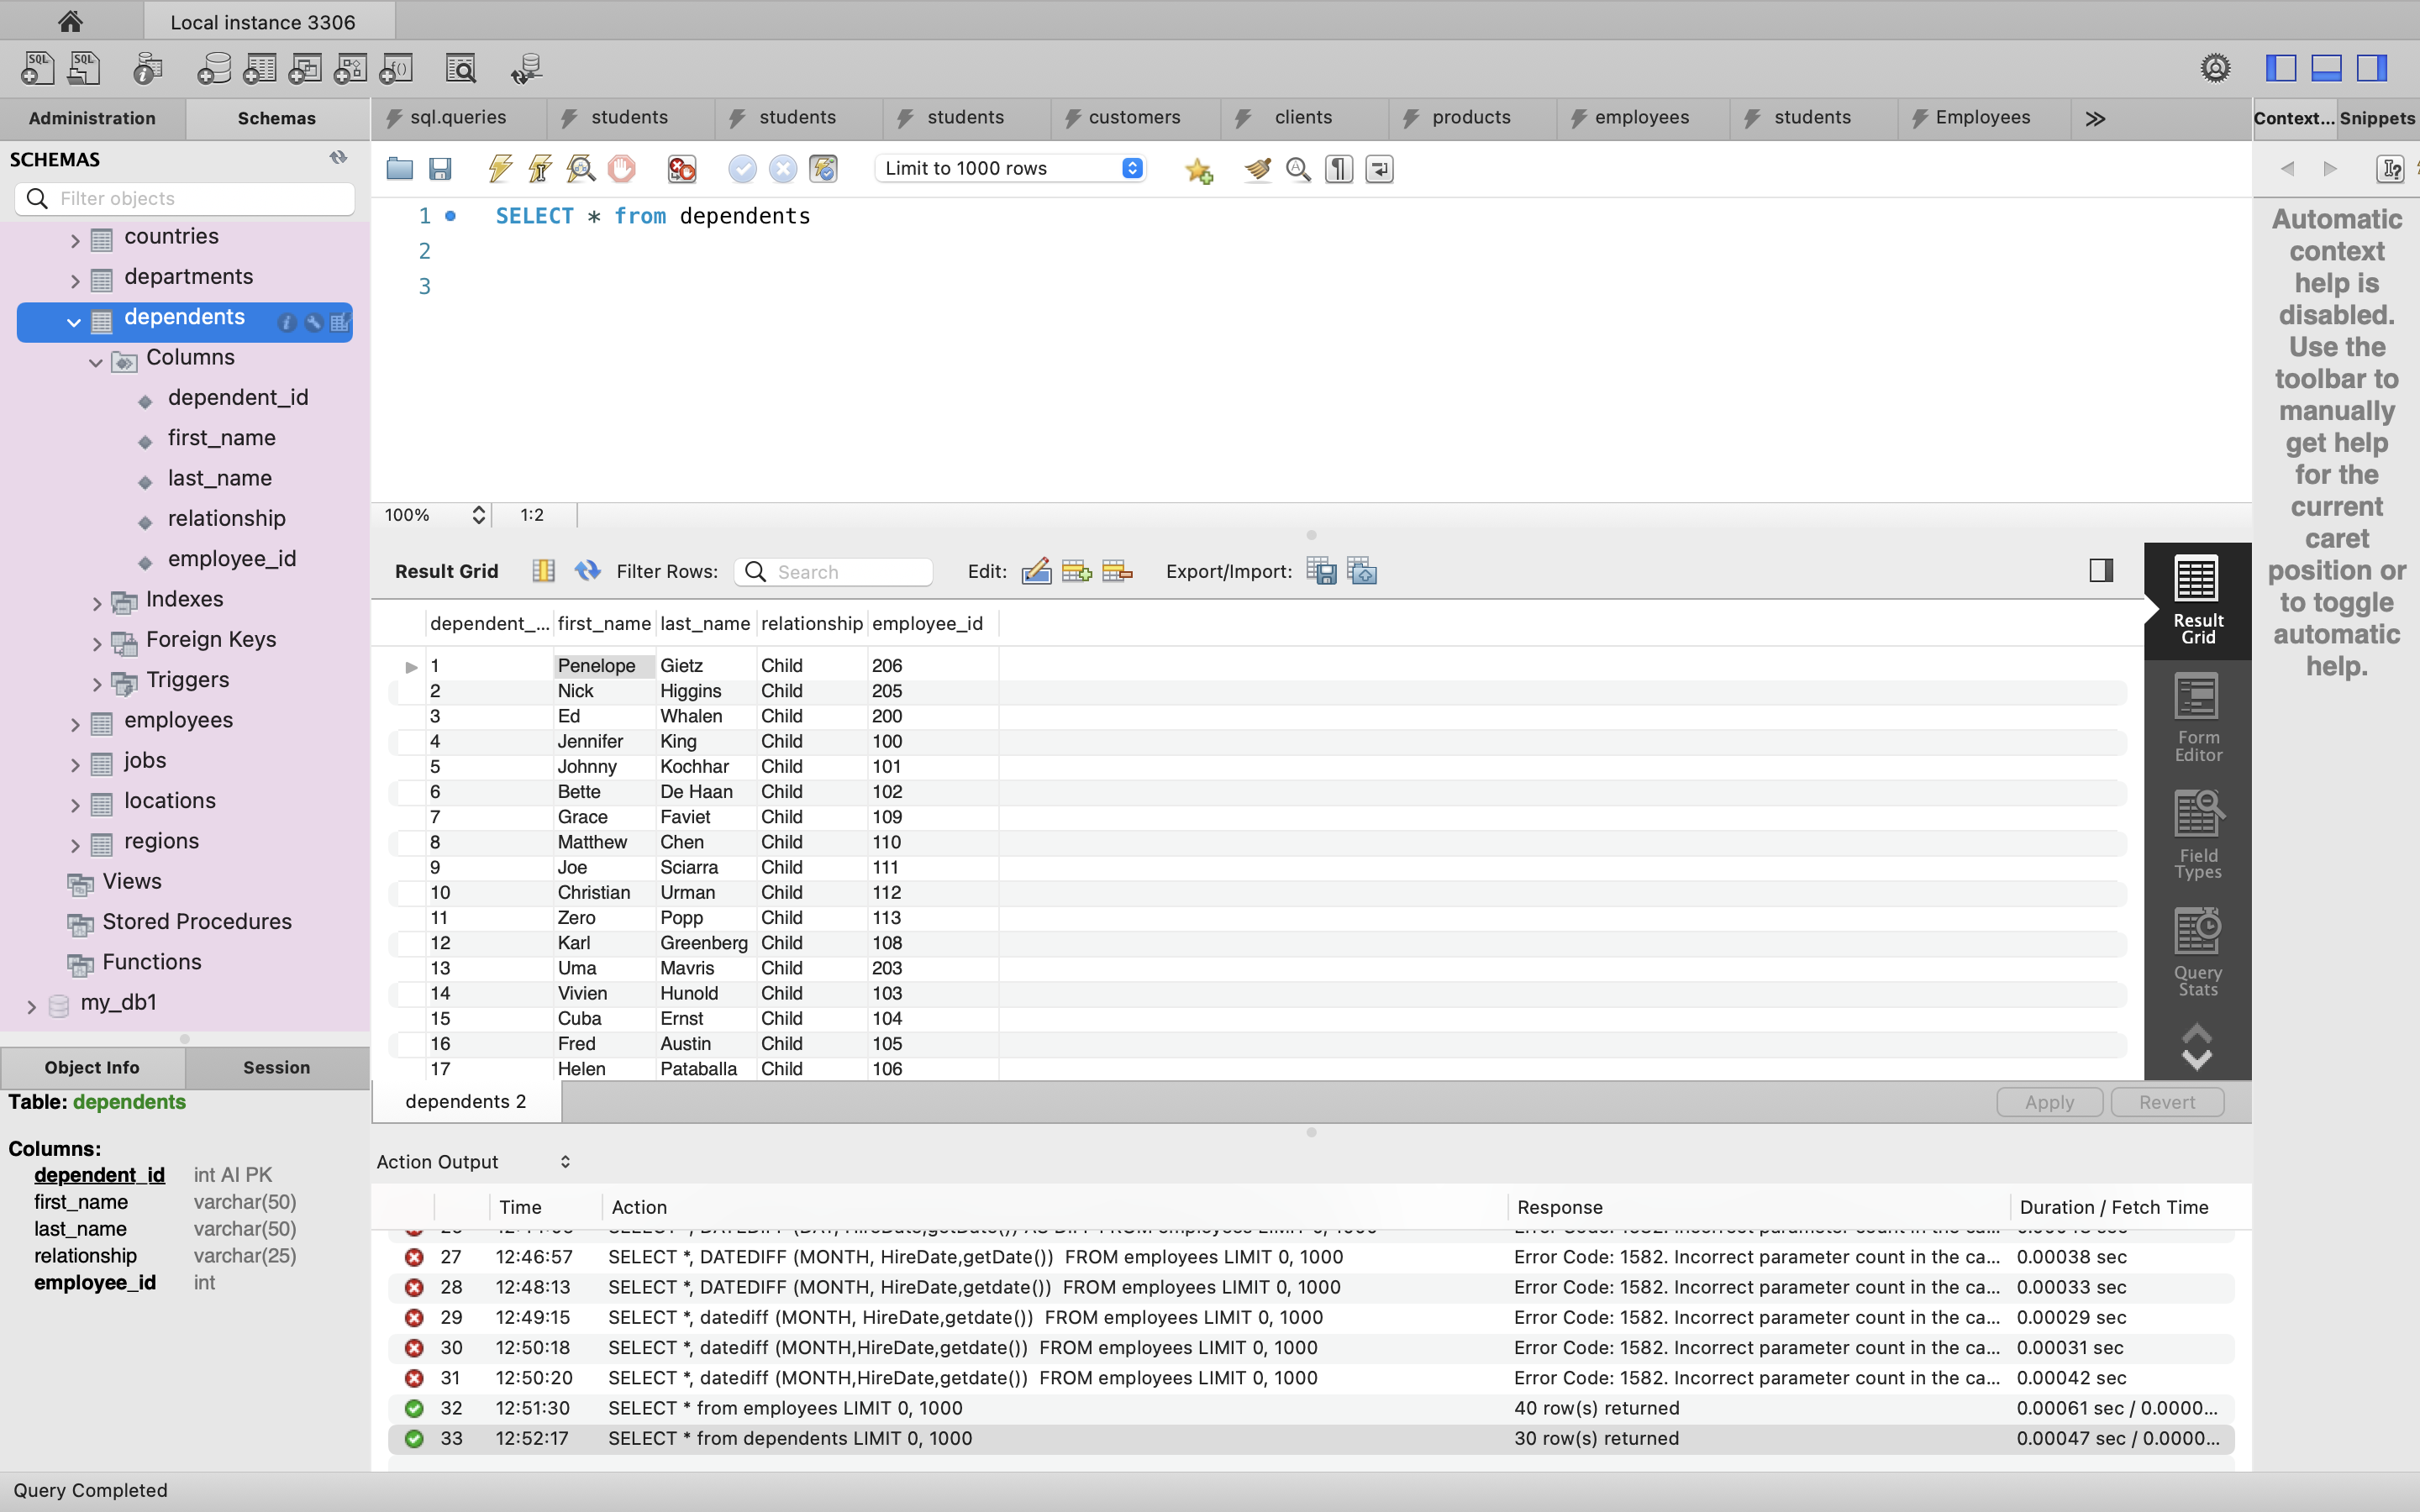 Local instance 3306
Administration
Schemas
sql.queries
students
students
students
customers
clients
products
employees
students
Employees
Context...
Snippets
SCHEMAS
Filter objects
countries
departments
dependents
Columns
dependent_id
first_name
last_name
relationship
employee_id
Indexes
Foreign Keys
Triggers
employees
jobs
locations
regions
Views
Stored Procedures
Functions
my_db1
Object Info
Session
Table: dependents
Columns:
dependent_id int AI PK
first_name varchar(50)
last_name varchar(50)
relationship varchar(25)
employee_id int
Limit to 1000 rows
1 SELECT * from dependents
2
3
100% 1:2
Result Grid Filter Rows: Search Edit: Export/Import:
dependent_... first_name last_name relationship employee_id
1 Penelope Gietz Child 206
2 Nick Higgins Child 205
3 Ed Whalen Child 200
4 Jennifer King Child 100
5 Johnny Kochhar Child 101
6 Bette De Haan Child 102
7 Grace Faviet Child 109
8 Matthew Chen Child 110
9 Joe Sciarra Child 111
10 Christian Urman Child 112
11 Zero Popp Child 113
12 Karl Greenberg Child 108
13 Uma Mavris Child 203
14 Vivien Hunold Child 103
15 Cuba Ernst Child 104
16 Fred Austin Child 105
17 Helen Pataballa Child 106
Result
Grid
Form
Editor
Field
Types
Query
Stats
dependents 2
Apply
Revert
Action Output
Time Action Response Duration / Fetch Time
27 12:46:57 SELECT *, DATEDIFF (MONTH, HireDate,getDate()) FROM employees LIMIT 0, 1000 Error Code: 1582. Incorrect parameter count in the ca... 0.00038 sec
28 12:48:13 SELECT *, DATEDIFF (MONTH, HireDate,getdate()) FROM employees LIMIT 0, 1000 Error Code: 1582. Incorrect parameter count in the ca... 0.00033 sec
29 12:49:15 SELECT *, datediff (MONTH, HireDate,getdate()) FROM employees LIMIT 0, 1000 Error Code: 1582. Incorrect parameter count in the ca... 0.00029 sec
30 12:50:18 SELECT *, datediff (MONTH,HireDate,getdate()) FROM employees LIMIT 0, 1000 Error Code: 1582. Incorrect parameter count in the ca... 0.00031 sec
31 12:50:20 SELECT *, datediff (MONTH,HireDate,getdate()) FROM employees LIMIT 0, 1000 Error Code: 1582. Incorrect parameter count in the ca... 0.00042 sec
32 12:51:30 SELECT * from employees LIMIT 0, 1000 40 row(s) returned 0.00061 sec / 0.0000...
33 12:52:17 SELECT * from dependents LIMIT 0, 1000 30 row(s) returned 0.00047 sec / 0.0000...
Automatic
context
help is
disabled.
Use the
toolbar to
manually
get help
for the
current
caret
position or
to toggle
automatic
help.
Query Completed